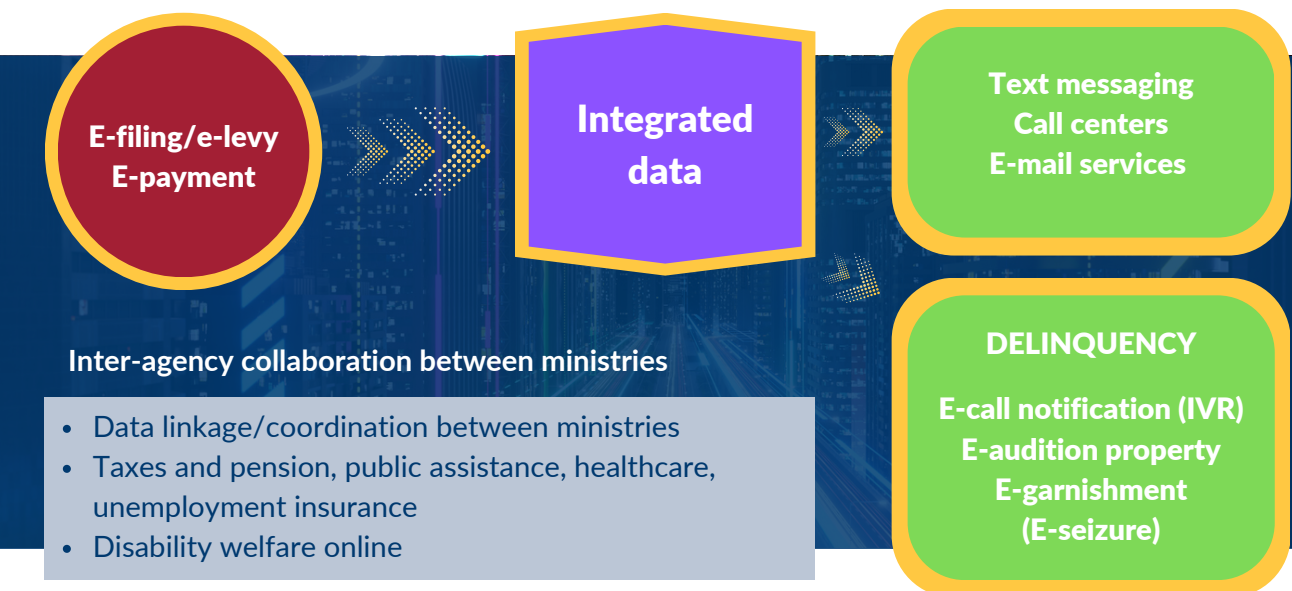 E-filing/e-levy
E-payment
Integrated
data
Text messaging
Call centers
E-mail services
DELINQUENCY
E-call notification (IVR)
E-audition property
E-garnishment
(E-seizure)
Inter-agency collaboration between ministries
• Data linkage/coordination between ministries
• Taxes and pension, public assistance, healthcare,
unemployment insurance
• Disability welfare online